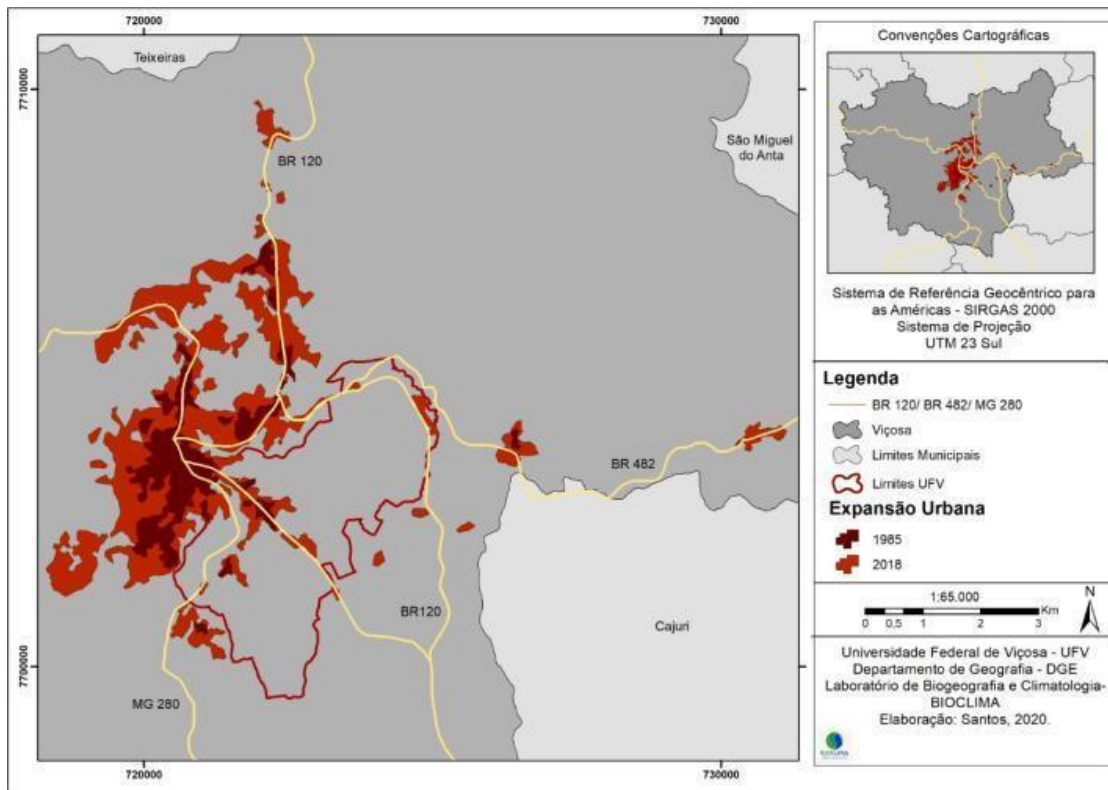 720000
730000
Teixeiras
7710000
São Miguel
do Anta
BR 120
BR 482
BR120
Cajuri
7700000
MG 280
720000
730000
Convenções Cartográficas
Sistema de Referência Geocêntrico para
as Américas - SIRGAS 2000
Sistema de Projeção
UTM 23 Sul
Legenda
BR 120/ BR 482/ MG 280
Viçosa
Limites Municipais
Limites UFV
Expansão Urbana
1985
2018
1:65.000
N
0 0,5 1 2 3
Km
Universidade Federal de Viçosa - UFV
Departamento de Geografia - DGE
Laboratório de Biogeografia e Climatologia-
BIOCLIMA
Elaboração: Santos, 2020.